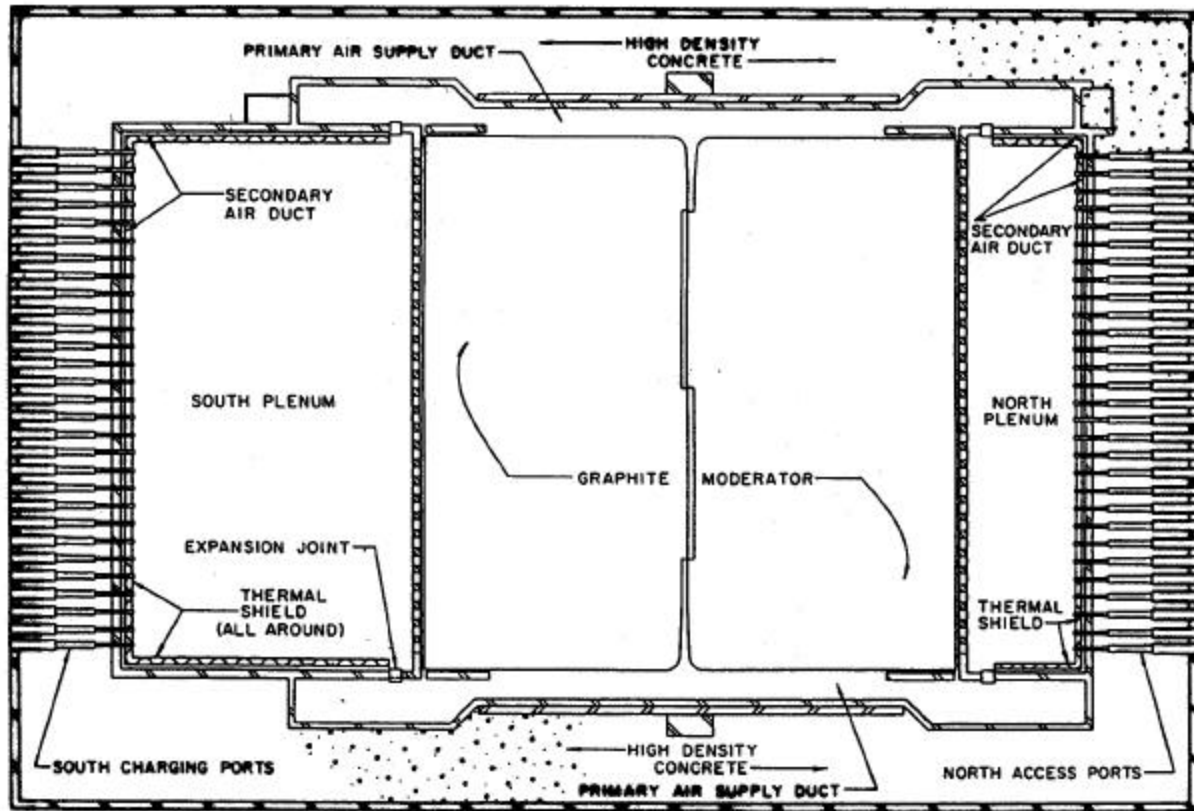 PRIMARY AIR SUPPLY DUCT
HIGH DENSITY
CONCRETE
SECONDARY
AIR DUCT
SECONDARY
AIR DUCT
SOUTH PLENUM
NORTH
PLENUM
GRAPHITE MODERATOR
EXPANSION JOINT
THERMAL
SHIELD
(ALL AROUND)
THERMAL
SHIELD
HIGH DENSITY
CONCRETE
SOUTH CHARGING PORTS
PRIMARY AIR SUPPLY DUCT
NORTH ACCESS PORTS